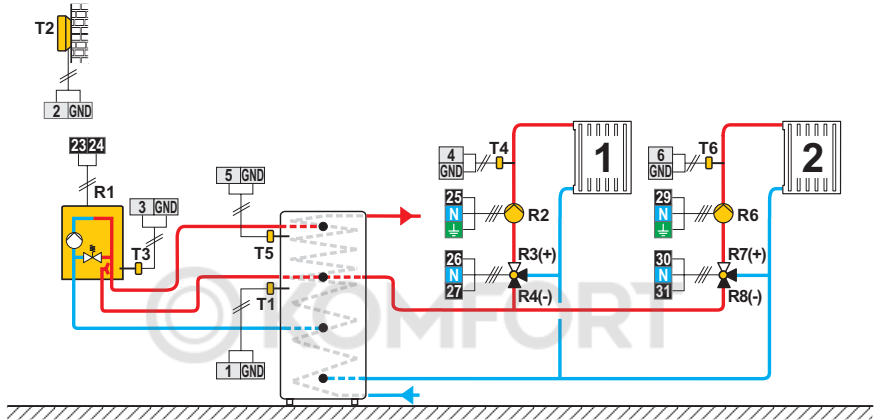 T2
2 GND
23 24
R1
3 GND
T3
5 GND
T5
T1
1 GND
4
GND
T4
1
25
N
R2
26
N
27
R3(+)
R4(-)
6
GND
T6
2
29
N
R6
30
N
31
R7(+)
R8(-)
KOMFORT